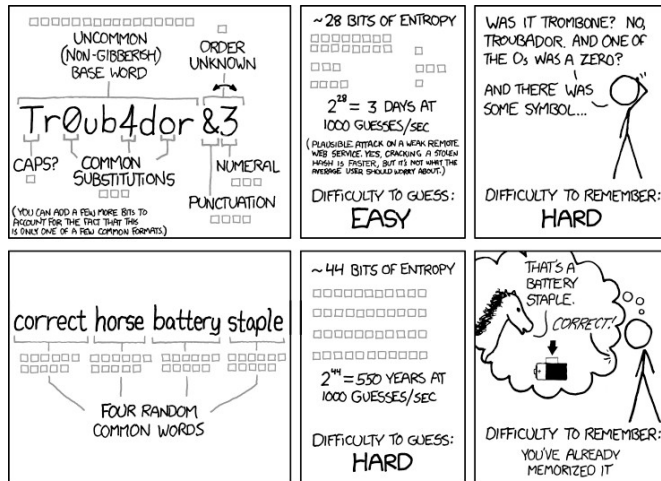 UNCOMMON
(NON-GIBBERISH)
BASE WORD
ORDER
UNKNOWN
Tr0ub4dor &3
CAPS?
COMMON
SUBSTITUTIONS
NUMERAL
PUNCTUATION
(YOU CAN ADD A FEW MORE BITS TO
ACCOUNT FOR THE FACT THAT THIS
IS ONLY ONE OF A FEW COMMON FORMATS.)
~28 BITS OF ENTROPY
2^28 = 3 DAYS AT
1000 GUESSES/SEC
(PLAUSIBLE ATTACK ON A WEAK REMOTE
WEB SERVICE. YES, CRACKING A STOLEN
HASH IS FASTER, BUT IT'S NOT WHAT THE
AVERAGE USER SHOULD WORRY ABOUT.)
DIFFICULTY TO GUESS:
EASY
WAS IT TROMBONE? NO,
TROUBADOR. AND ONE OF
THE Os WAS A ZERO?
AND THERE WAS
SOME SYMBOL...
DIFFICULTY TO REMEMBER:
HARD
correct horse battery staple
FOUR RANDOM
COMMON WORDS
~44 BITS OF ENTROPY
2^44 = 550 YEARS AT
1000 GUESSES/SEC
DIFFICULTY TO GUESS:
HARD
THAT'S A
BATTERY
STAPLE.
CORRECT!
DIFFICULTY TO REMEMBER:
YOU'VE ALREADY
MEMORIZED IT